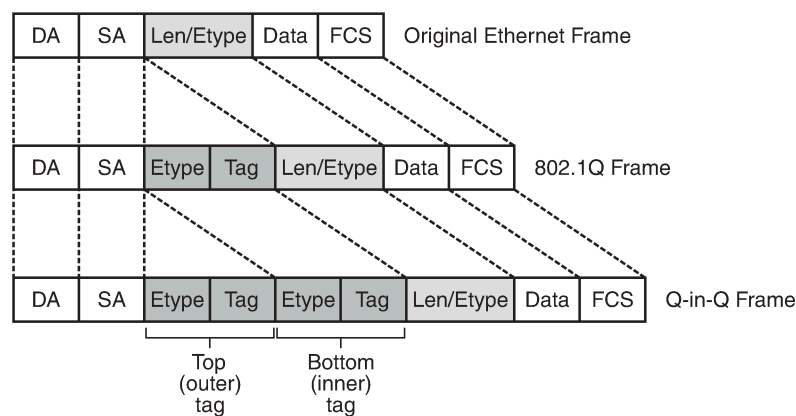 DA SA Len/Etype Data FCS Original Ethernet Frame
DA SA Etype Tag Len/Etype Data FCS 802.1Q Frame
DA SA Etype Tag Etype Tag Len/Etype Data FCS Q-in-Q Frame
Top
(outer)
tag
Bottom
(inner)
tag